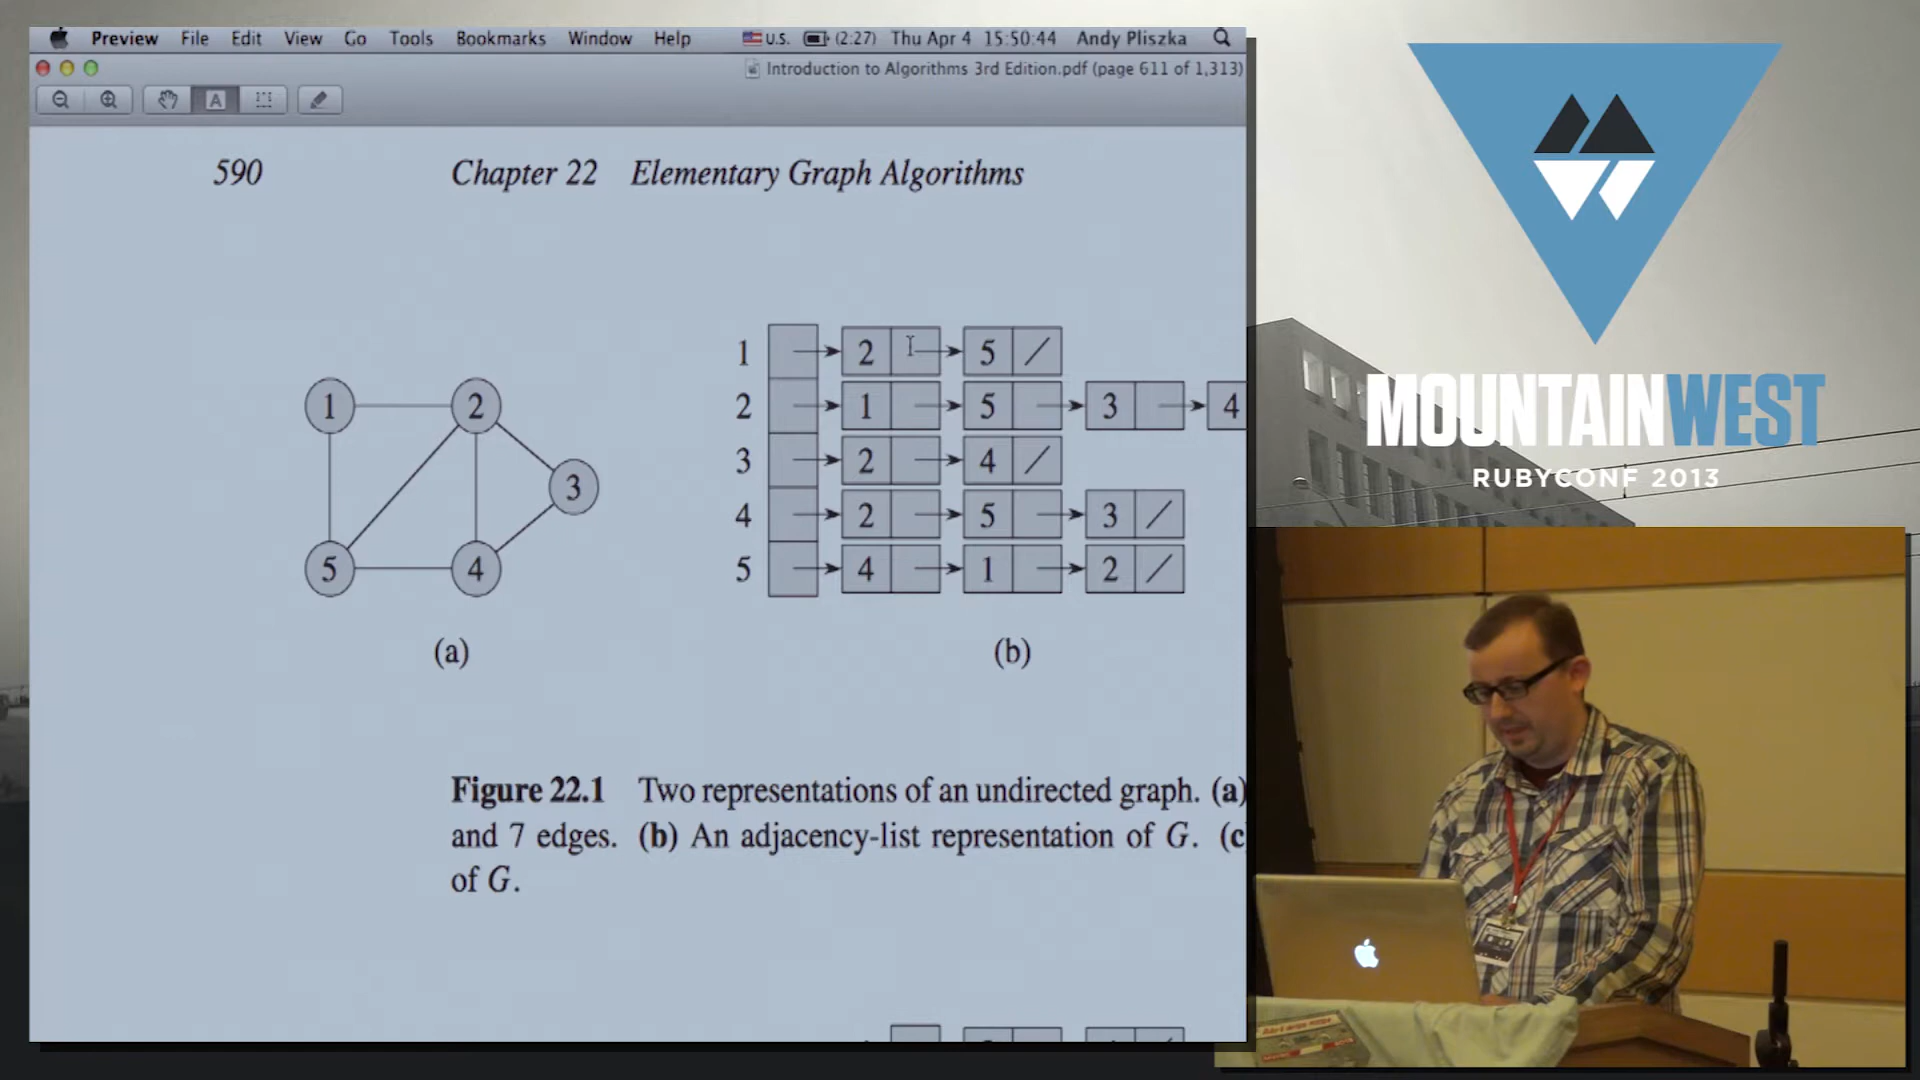 Preview File Edit View Go Tools Bookmarks Window Help U.S. (2:27) Thu Apr 4 15:50:44 Andy Pliszka
Introduction to Algorithms 3rd Edition.pdf (page 611 of 1,313)
A
590 Chapter 22 Elementary Graph Algorithms
1 2 3 5 4
(a)
1 2 5 /
2 1 5 3 4
3 2 4 /
4 2 5 3 /
5 4 1 2 /
(b)
Figure 22.1 Two representations of an undirected graph. (a)
and 7 edges. (b) An adjacency-list representation of G. (c
of G.
MOUNTAINWEST
RUBYCONF 2013